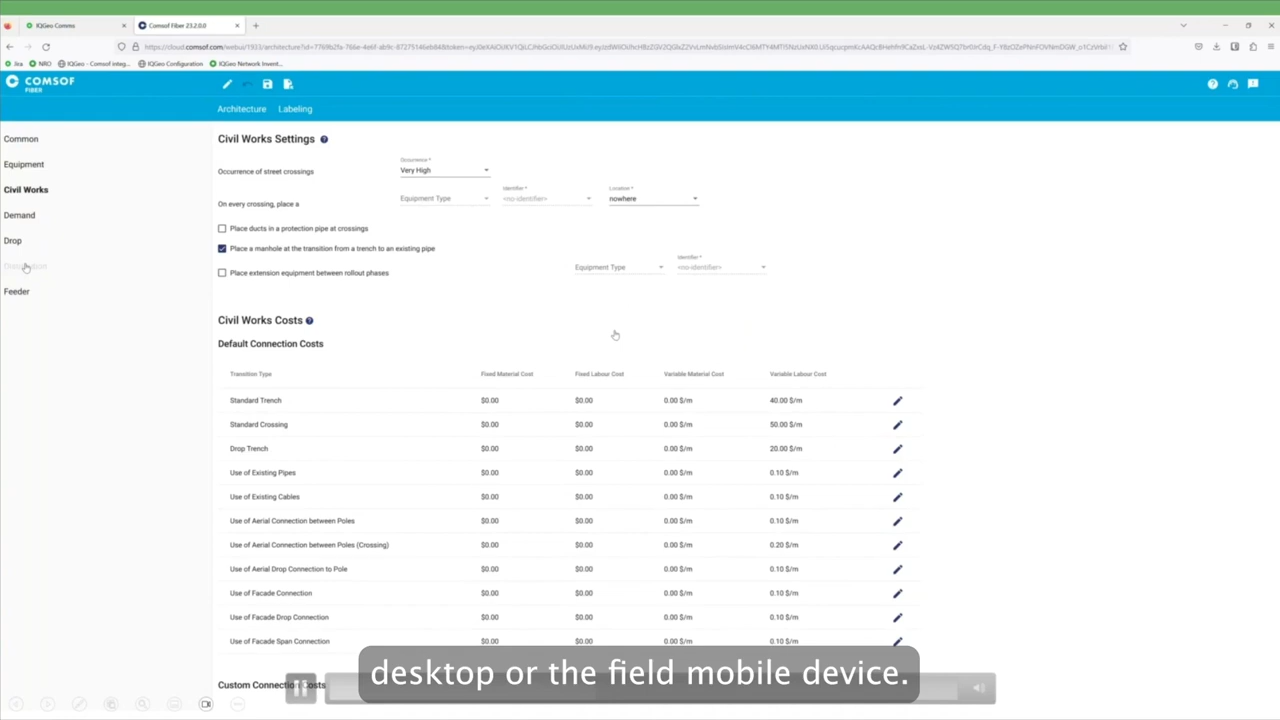 IQGeo Comms
Comsof Fiber 23.2.0.0
Jira
NRO
IQGeo - Comsof integ...
IQGeo Configuration
IQGeo Network Invent...
COMSOF
FIBER
Architecture
Labeling
Common
Equipment
Civil Works
Demand
Drop
Distribution
Feeder
Civil Works Settings
Occurrence of street crossings
Occurrence *
Very High
On every crossing, place a
Equipment Type
Identifier *
<no-identifier>
Location *
nowhere
Place ducts in a protection pipe at crossings
Place a manhole at the transition from a trench to an existing pipe
Place extension equipment between rollout phases
Equipment Type
Identifier *
<no-identifier>
Civil Works Costs
Default Connection Costs
Transition Type Fixed Material Cost Fixed Labour Cost Variable Material Cost Variable Labour Cost
Standard Trench $0.00 $0.00 0.00 $/m 40.00 $/m
Standard Crossing $0.00 $0.00 0.00 $/m 50.00 $/m
Drop Trench $0.00 $0.00 0.00 $/m 20.00 $/m
Use of Existing Pipes $0.00 $0.00 0.00 $/m 0.10 $/m
Use of Existing Cables $0.00 $0.00 0.00 $/m 0.10 $/m
Use of Aerial Connection between Poles $0.00 $0.00 0.00 $/m 0.10 $/m
Use of Aerial Connection between Poles (Crossing) $0.00 $0.00 0.00 $/m 0.20 $/m
Use of Aerial Drop Connection to Pole $0.00 $0.00 0.00 $/m 0.10 $/m
Use of Facade Connection $0.00 $0.00 0.00 $/m 0.10 $/m
Use of Facade Drop Connection $0.00 $0.00 0.00 $/m 0.10 $/m
Use of Facade Span Connection $0.00 $0.00 0.00 $/m 0.10 $/m
Custom Connection Costs
desktop or the field mobile device.